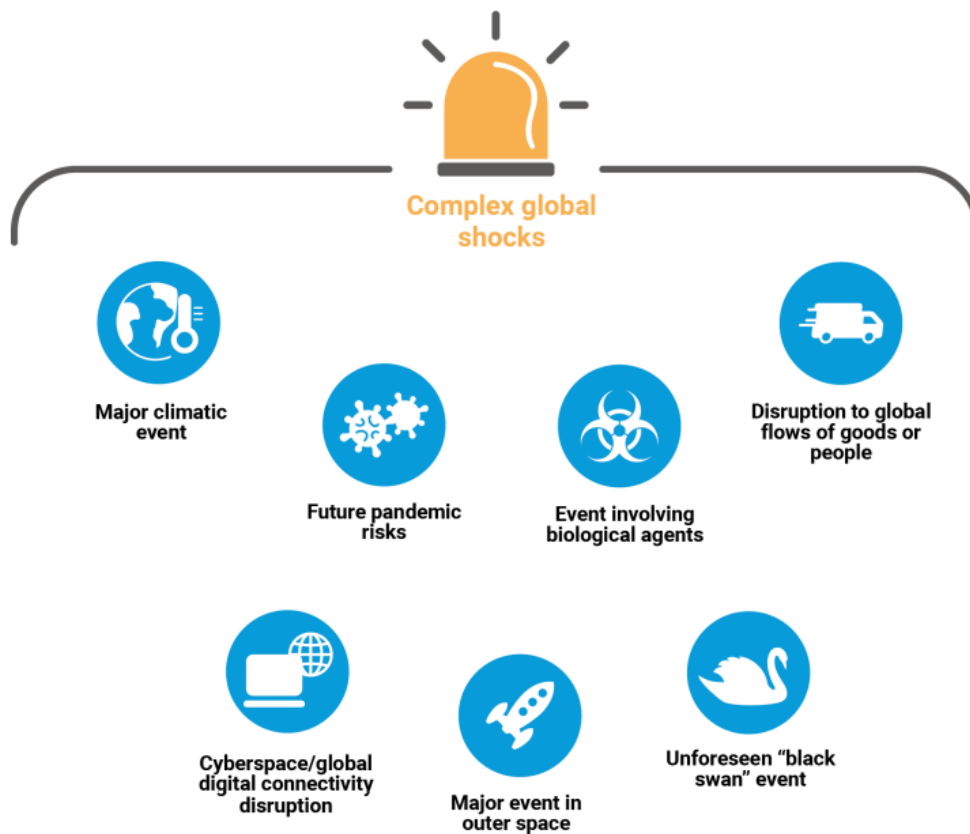 Complex global
shocks
Major climatic
event
Future pandemic
risks
Event involving
biological agents
Disruption to global
flows of goods or
people
Cyberspace/global
digital connectivity
disruption
Major event in
outer space
Unforeseen “black
swan” event